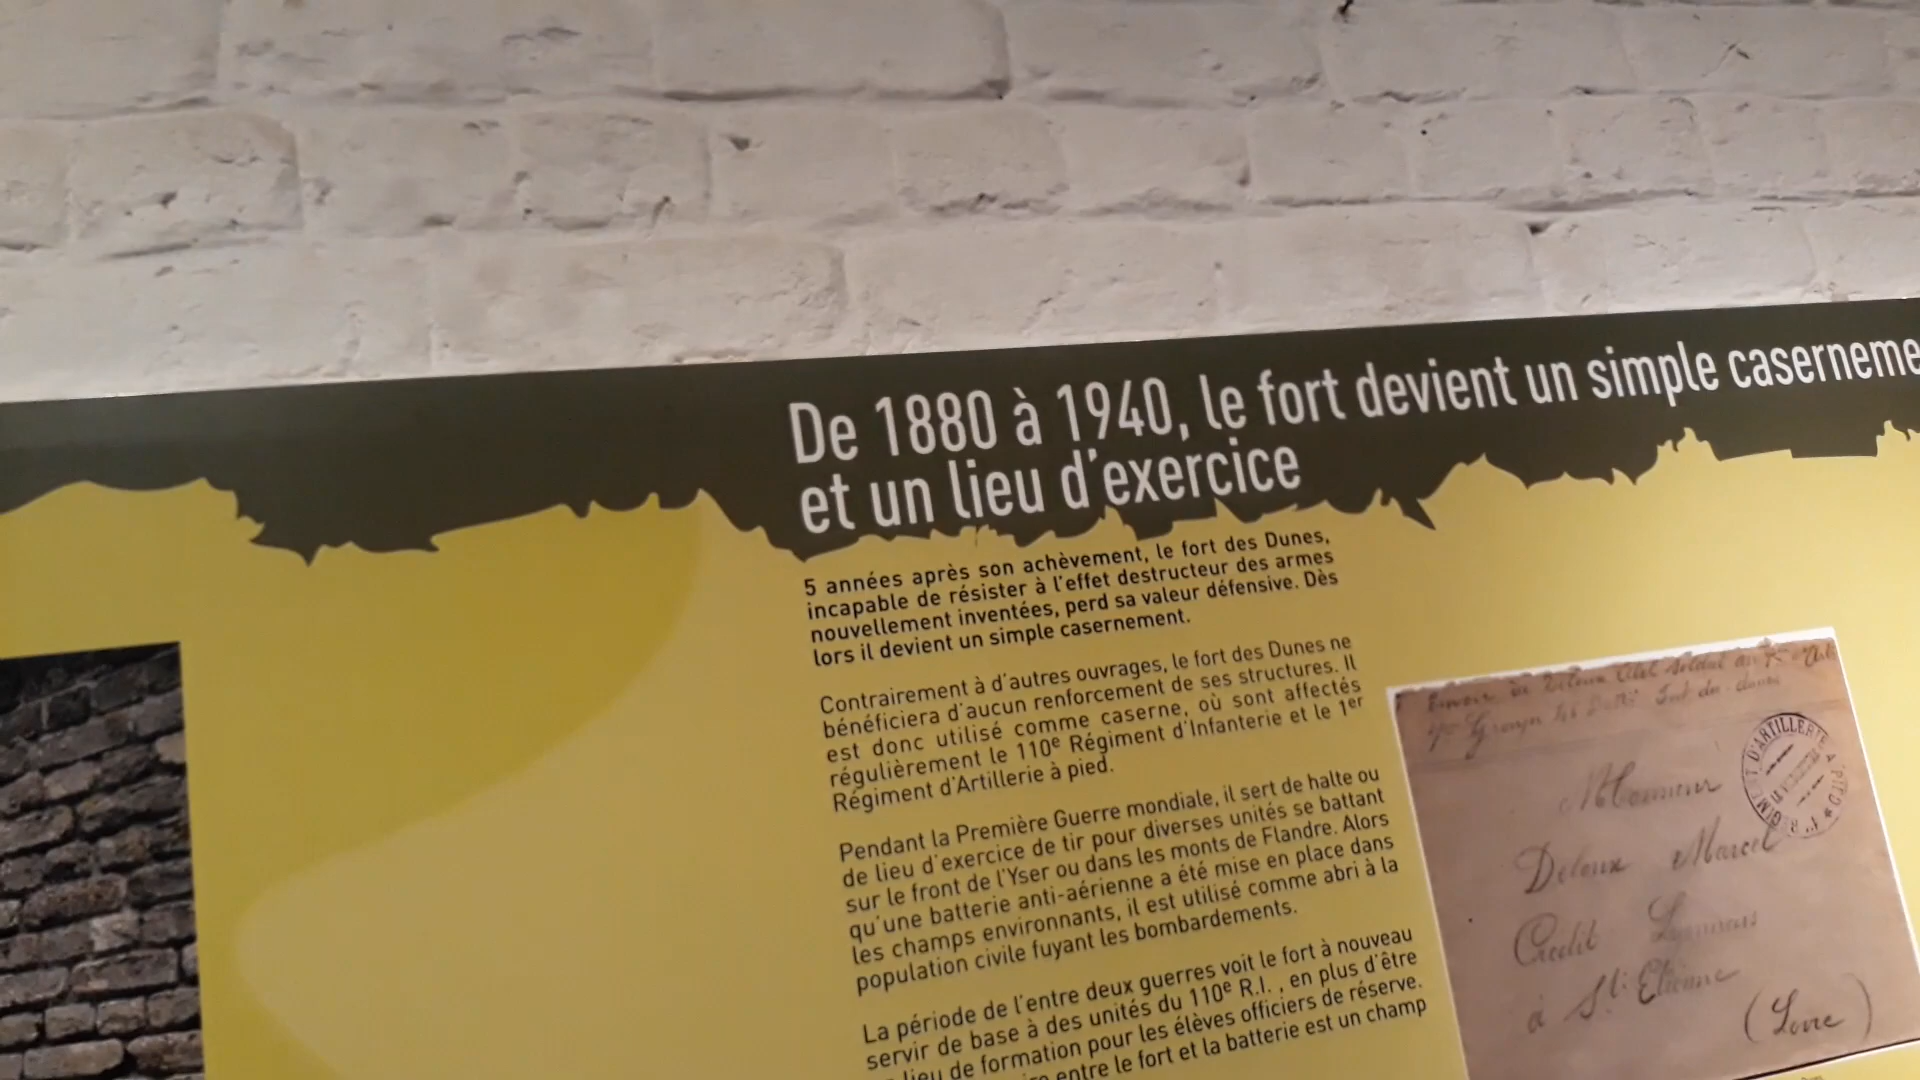 De 1880 à 1940, le fort devient un simple caserneme
et un lieu d'exercice
5 années après son achèvement, le fort des Dunes,
incapable de résister à l'effet destructeur des armes
nouvellement inventées, perd sa valeur défensive. Dès
lors il devient un simple casernement.
Contrairement à d'autres ouvrages, le fort des Dunes ne
bénéficiera d'aucun renforcement de ses structures. Il
est donc utilisé comme caserne, où sont affectés
régulièrement le 110e Régiment d'Infanterie et le 1er
Régiment d'Artillerie à pied.
Pendant la Première Guerre mondiale, il sert de halte ou
de lieu d'exercice de tir pour diverses unités se battant
sur le front de l'Yser ou dans les monts de Flandre. Alors
qu'une batterie anti-aérienne a été mise en place dans
les champs environnants, il est utilisé comme abri à la
population civile fuyant les bombardements.
La période de l'entre deux guerres voit le fort à nouveau
servir de base à des unités du 110e R.I. , en plus d'être
lieu de formation pour les élèves officiers de réserve.
entre le fort et la batterie est un champ
D'ARTILLERIE A PIED
Monsieur
Deloux Marcel
Crédit Lyonnais
à St. Etienne
(Loire)